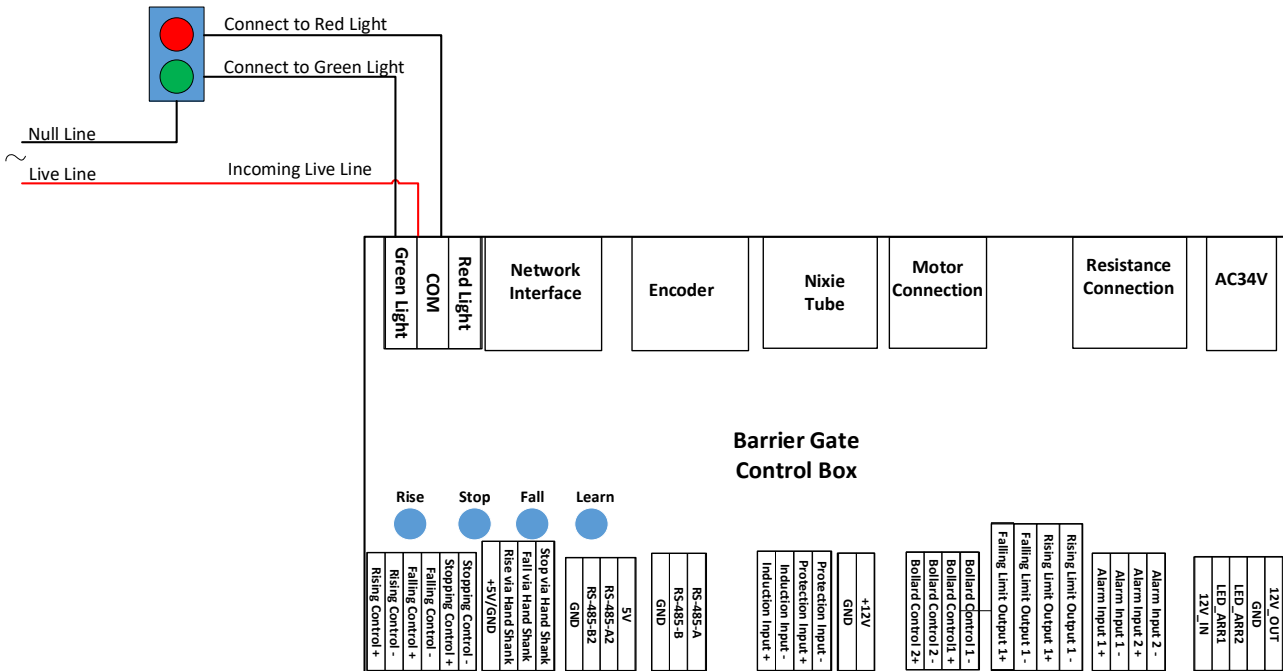 Connect to Red Light
Connect to Green Light
Null Line
~
Live Line
Incoming Live Line
Green Light
COM
Red Light
Network
Interface
Encoder
Nixie
Tube
Motor
Connection
Resistance
Connection
AC34V
Barrier Gate
Control Box
Rise
Stop
Fall
Learn
Rising Control +
Rising Control -
Falling Control +
Falling Control -
Stopping Control +
Stopping Control -
+5V/GND
Rise via Hand Shank
Fall via Hand Shank
Stop via Hand Shank
GND
RS-485-B2
RS-485-A2
5V
GND
RS-485-B
RS-485-A
Induction Input +
Induction Input -
Protection Input +
Protection Input -
GND
+12V
Bollard Control 2+
Bollard Control 2 -
Bollard Control1 +
Bollard Control 1 -
Falling Limit Output 1+
Falling Limit Output 1 -
Rising Limit Output 1+
Rising Limit Output 1 -
Alarm Input 1 +
Alarm Input 1 -
Alarm Input 2 +
Alarm Input 2 -
12V_IN
LED_ARR1
LED_ARR2
GND
12V_OUT